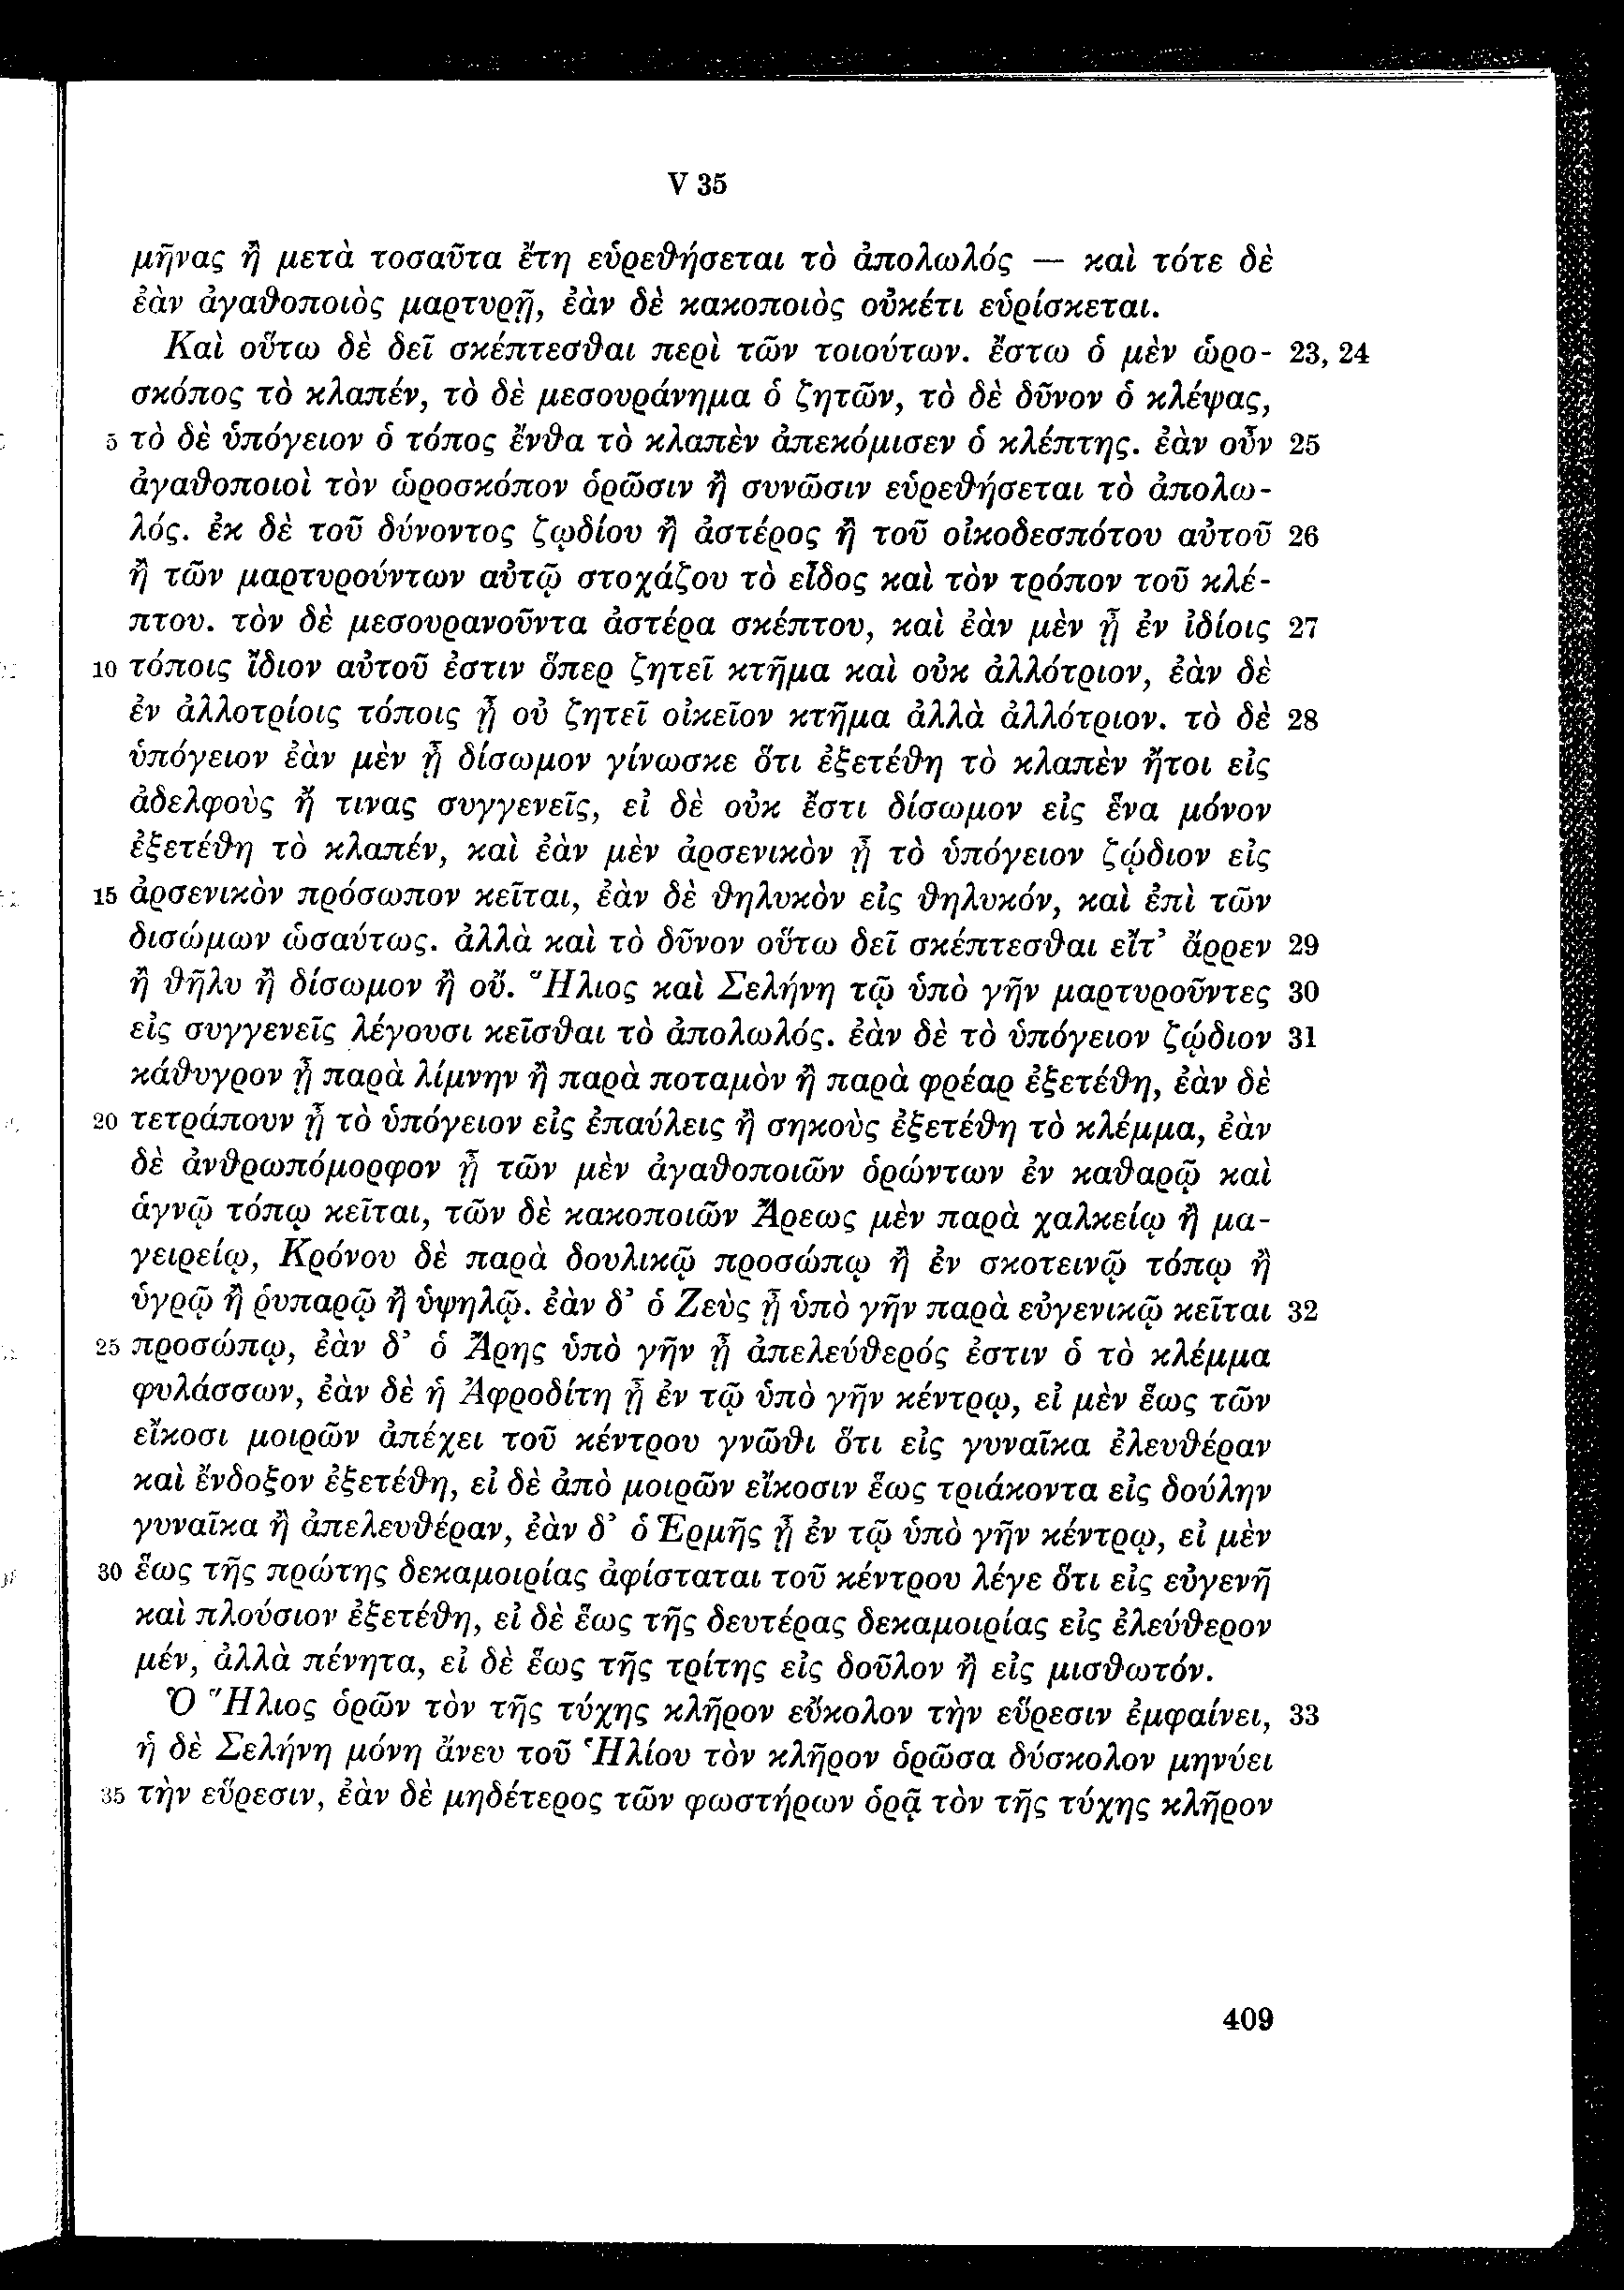 V 35
μῆνας ἢ μετὰ τοσαῦτα ἔτη εὑρεθήσεται τὸ ἀπολωλός — καὶ τότε δὲ
ἐὰν ἀγαθοποιὸς μαρτυρῇ, ἐὰν δὲ κακοποιὸς οὐκέτι εὑρίσκεται.
Καὶ οὕτω δὲ δεῖ σκέπτεσθαι περὶ τῶν τοιούτων. ἔστω ὁ μὲν ὡρο- 23, 24
σκόπος τὸ κλαπέν, τὸ δὲ μεσουράνημα ὁ ζητῶν, τὸ δὲ δῦνον ὁ κλέψας,
5 τὸ δὲ ὑπόγειον ὁ τόπος ἔνθα τὸ κλαπὲν ἀπεκόμισεν ὁ κλέπτης. ἐὰν οὖν 25
ἀγαθοποιοὶ τὸν ὡροσκόπον ὁρῶσιν ἢ συνῶσιν εὑρεθήσεται τὸ ἀπολω-
λός. ἐκ δὲ τοῦ δύνοντος ζῳδίου ἢ ἀστέρος ἢ τοῦ οἰκοδεσπότου αὐτοῦ 26
ἢ τῶν μαρτυρούντων αὐτῷ στοχάζου τὸ εἶδος καὶ τὸν τρόπον τοῦ κλέ-
πτου. τὸν δὲ μεσουρανοῦντα ἀστέρα σκέπτου, καὶ ἐὰν μὲν ᾖ ἐν ἰδίοις 27
10 τόποις ἴδιον αὐτοῦ ἐστιν ὅπερ ζητεῖ κτῆμα καὶ οὐκ ἀλλότριον, ἐὰν δὲ
ἐν ἀλλοτρίοις τόποις ᾖ οὐ ζητεῖ οἰκεῖον κτῆμα ἀλλὰ ἀλλότριον. τὸ δὲ 28
ὑπόγειον ἐὰν μὲν ᾖ δίσωμον γίνωσκε ὅτι ἐξετέθη τὸ κλαπὲν ἤτοι εἰς
ἀδελφοὺς ἤ τινας συγγενεῖς, εἰ δὲ οὐκ ἔστι δίσωμον εἰς ἕνα μόνον
ἐξετέθη τὸ κλαπέν, καὶ ἐὰν μὲν ἀρσενικὸν ᾖ τὸ ὑπόγειον ζῴδιον εἰς
15 ἀρσενικὸν πρόσωπον κεῖται, ἐὰν δὲ θηλυκὸν εἰς θηλυκόν, καὶ ἐπὶ τῶν
δισώμων ὡσαύτως. ἀλλὰ καὶ τὸ δῦνον οὕτω δεῖ σκέπτεσθαι εἴτ’ ἄρρεν 29
ἢ θῆλυ ἢ δίσωμον ἢ οὔ. Ἥλιος καὶ Σελήνη τῷ ὑπὸ γῆν μαρτυροῦντες 30
εἰς συγγενεῖς λέγουσι κεῖσθαι τὸ ἀπολωλός. ἐὰν δὲ τὸ ὑπόγειον ζῴδιον 31
κάθυγρον ᾖ παρὰ λίμνην ἢ παρὰ ποταμὸν ἢ παρὰ φρέαρ ἐξετέθη, ἐὰν δὲ
20 τετράπουν ᾖ τὸ ὑπόγειον εἰς ἐπαύλεις ἢ σηκοὺς ἐξετέθη τὸ κλέμμα, ἐὰν
δὲ ἀνθρωπόμορφον ᾖ τῶν μὲν ἀγαθοποιῶν ὁρώντων ἐν καθαρῷ καὶ
ἁγνῷ τόπῳ κεῖται, τῶν δὲ κακοποιῶν Ἄρεως μὲν παρὰ χαλκείῳ ἢ μα-
γειρείῳ, Κρόνου δὲ παρὰ δουλικῷ προσώπῳ ἢ ἐν σκοτεινῷ τόπῳ ἢ
ὑγρῷ ἢ ῥυπαρῷ ἢ ὑψηλῷ. ἐὰν δ’ ὁ Ζεὺς ᾖ ὑπὸ γῆν παρὰ εὐγενικῷ κεῖται 32
25 προσώπῳ, ἐὰν δ’ ὁ Ἄρης ὑπὸ γῆν ᾖ ἀπελεύθερός ἐστιν ὁ τὸ κλέμμα
φυλάσσων, ἐὰν δὲ ἡ Ἀφροδίτη ᾖ ἐν τῷ ὑπὸ γῆν κέντρῳ, εἰ μὲν ἕως τῶν
εἴκοσι μοιρῶν ἀπέχει τοῦ κέντρου γνῶθι ὅτι εἰς γυναῖκα ἐλευθέραν
καὶ ἔνδοξον ἐξετέθη, εἰ δὲ ἀπὸ μοιρῶν εἴκοσιν ἕως τριάκοντα εἰς δούλην
γυναῖκα ἢ ἀπελευθέραν, ἐὰν δ’ ὁ Ἑρμῆς ᾖ ἐν τῷ ὑπὸ γῆν κέντρῳ, εἰ μὲν
30 ἕως τῆς πρώτης δεκαμοιρίας ἀφίσταται τοῦ κέντρου λέγε ὅτι εἰς εὐγενῆ
καὶ πλούσιον ἐξετέθη, εἰ δὲ ἕως τῆς δευτέρας δεκαμοιρίας εἰς ἐλεύθερον
μέν, ἀλλὰ πένητα, εἰ δὲ ἕως τῆς τρίτης εἰς δοῦλον ἢ εἰς μισθωτόν.
Ὁ Ἥλιος ὁρῶν τὸν τῆς τύχης κλῆρον εὔκολον τὴν εὕρεσιν ἐμφαίνει, 33
ἡ δὲ Σελήνη μόνη ἄνευ τοῦ Ἡλίου τὸν κλῆρον ὁρῶσα δύσκολον μηνύει
35 τὴν εὕρεσιν, ἐὰν δὲ μηδέτερος τῶν φωστήρων ὁρᾷ τὸν τῆς τύχης κλῆρον
409